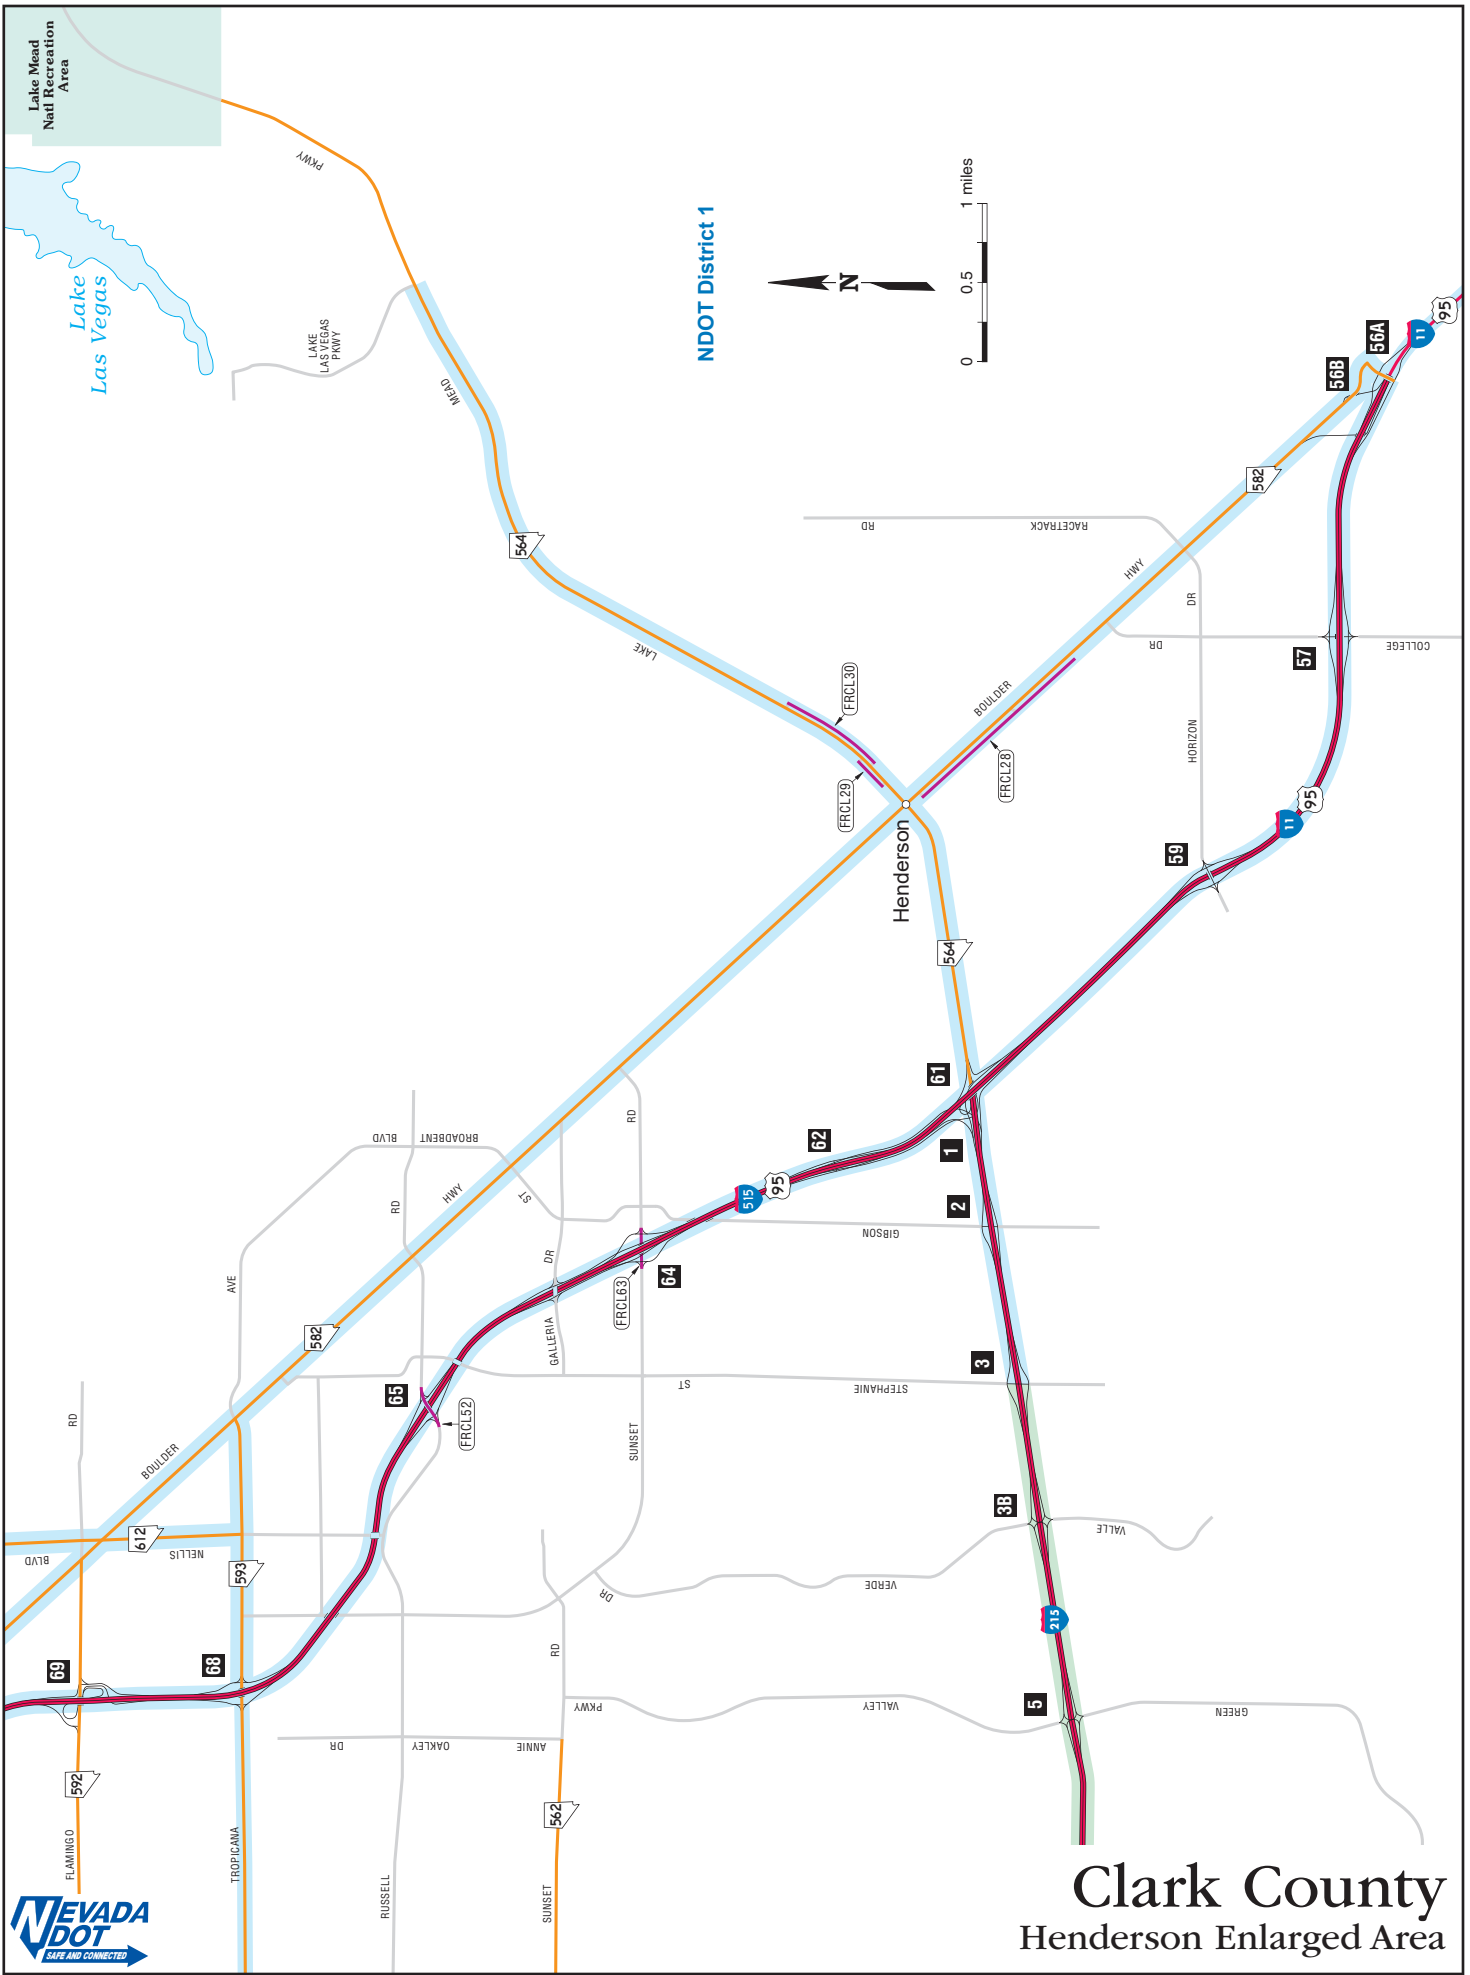 Lake Mead
Natl Recreation
Area
Lake
Las Vegas
PKWY
LAKE
LAS VEGAS
PKWY
MEAD
564
LAKE
NDOT District 1
N
0
0.5
1 miles
56B
56A
11
95
582
RD
RACETRACK
HWY
DR
DR
COLLEGE
57
HORIZON
BOULDER
FRCL30
FRCL29
FRCL28
Henderson
95
11
59
564
61
1
62
2
515
95
GIBSON
RD
BLVD
BROADBENT
RD
HWY
ST
DR
GALLERIA
FRCL63
64
AVE
582
65
FRCL52
ST
STEPHANIE
3
SUNSET
RD
BOULDER
612
BLVD
NELLIS
593
3B
VALLE
VERDE
DR
215
5
69
68
RD
PKWY
VALLEY
GREEN
DR
OAKLEY
ANNIE
592
562
FLAMINGO
TROPICANA
RUSSELL
SUNSET
NEVADA
DOT
SAFE AND CONNECTED
Clark County
Henderson Enlarged Area